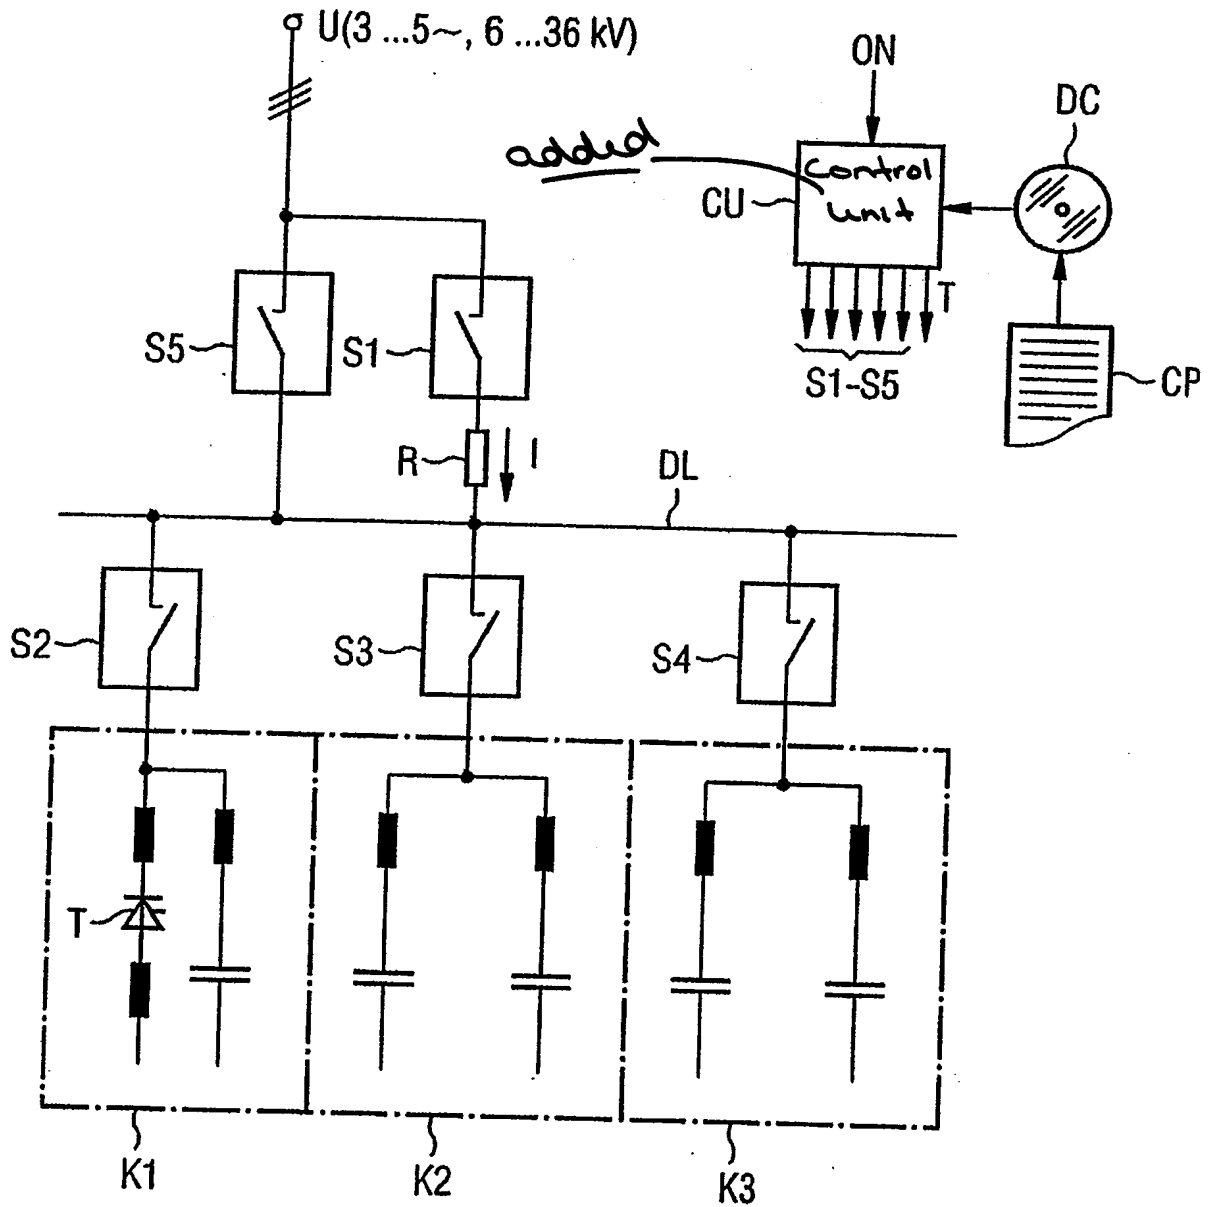 U(3 ...5~, 6 ...36 kV)
ON
DC
added
Control
unit
CU
T
S1-S5
CP
S5
S1
R
I
DL
S2
S3
S4
T
K1
K2
K3